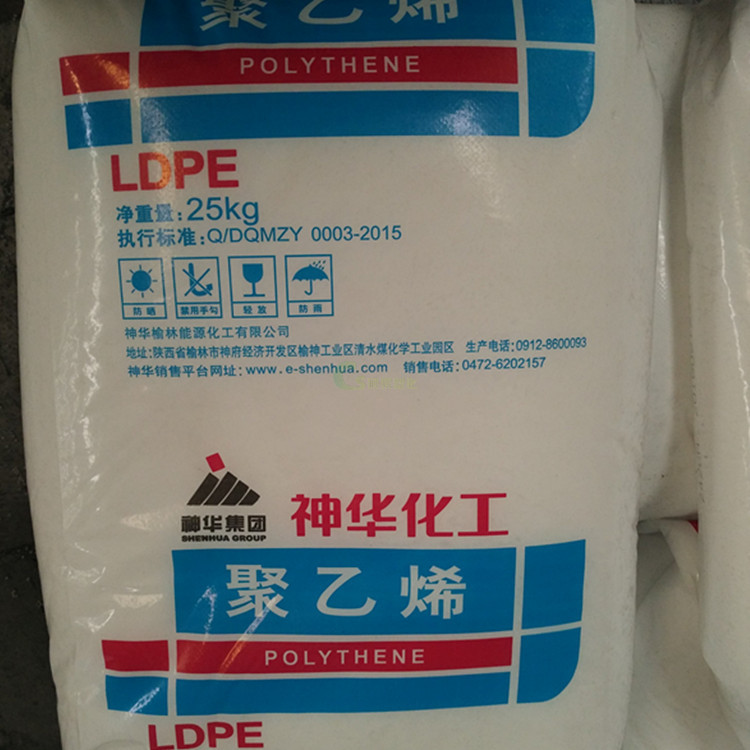 聚乙烯
POLYTHENE
LDPE
净重量:25kg
执行标准:Q/DQMZY 0003-2015
防晒 禁用手勾 轻放 防雨
神华榆林能源化工有限公司
地址:陕西省榆林市神府经济开发区榆神工业区清水煤化学工业园区 生产电话:0912-8600093
神华销售平台网址:www.e-shenhua.com 销售电话:0472-6202157
神华集团 神华化工
SHENHUA GROUP
聚乙烯
POLYTHENE
LDPE